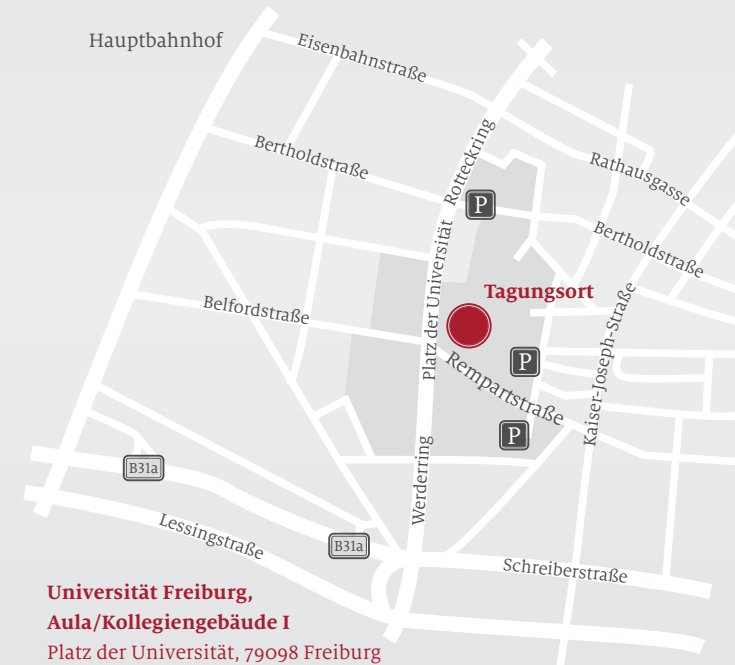 Hauptbahnhof
Eisenbahnstraße
Bertholdstraße
Rotteckring
Rathausgasse
P
Bertholdstraße
Platz der Universität
Tagungsort
Belfordstraße
Kaiser-Joseph-Straße
P
Rempartstraße
P
Werderring
B31a
Lessingstraße
B31a
Schreiberstraße
Universität Freiburg,
Aula/Kollegiengebäude I
Platz der Universität, 79098 Freiburg